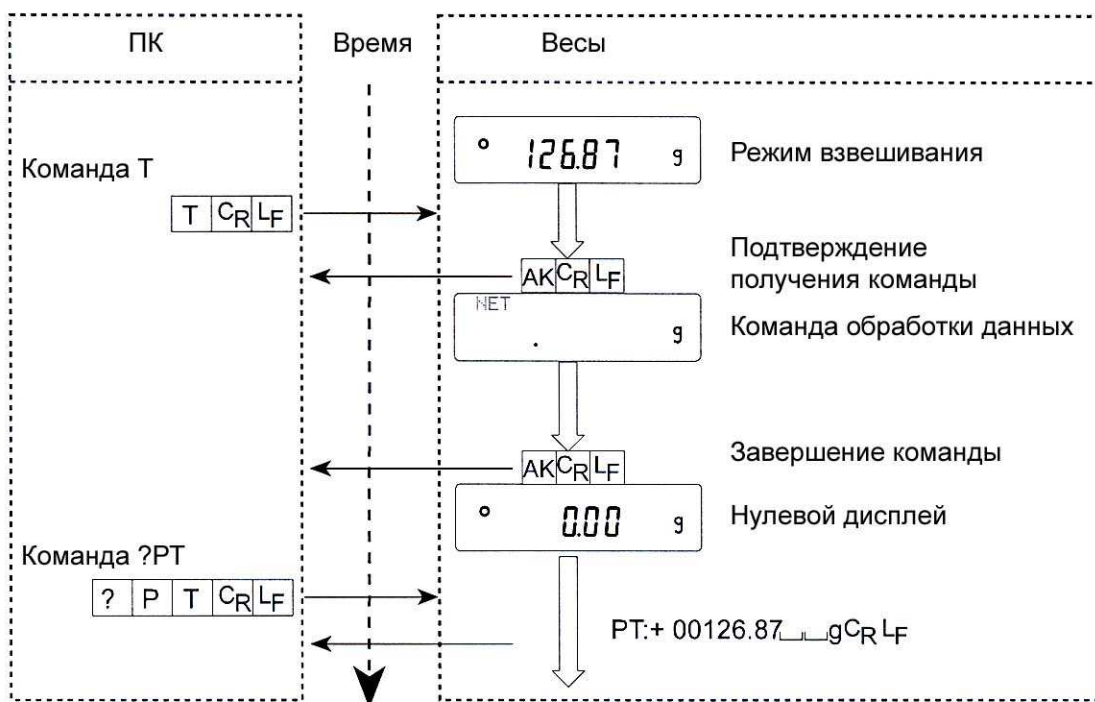 ПК
Время
Весы
126.87 g
Режим взвешивания
Команда T
T CR LF
Подтверждение
получения команды
AK CR LF
NET
. g
Команда обработки данных
Завершение команды
AK CR LF
0.00 g
Нулевой дисплей
Команда ?PT
? P T CR LF
PT:+ 00126.87␣␣gCR LF